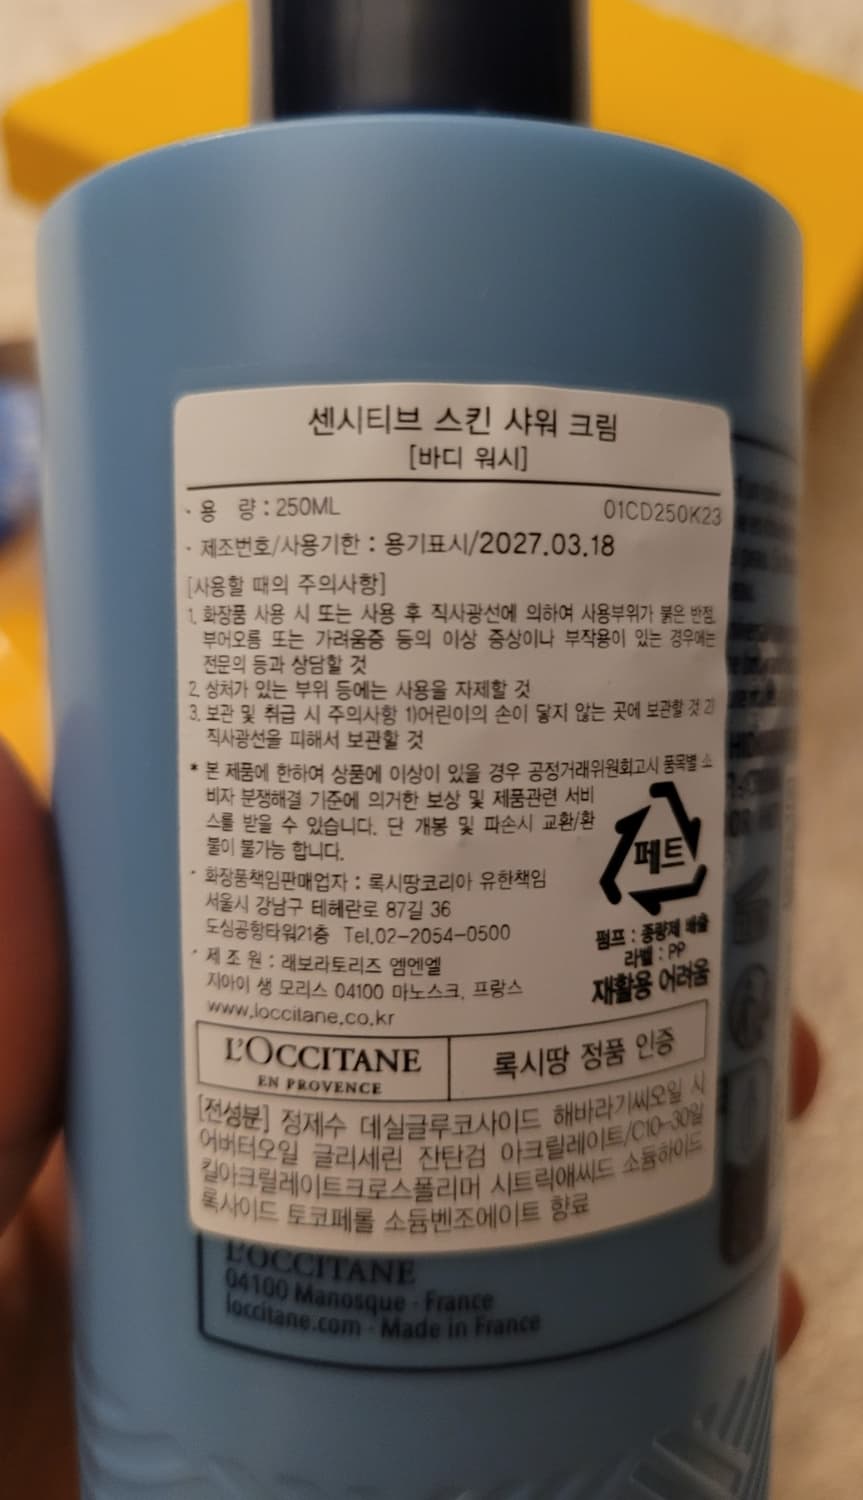 센시티브 스킨 샤워 크림
[바디 워시]
· 용 량 : 250ML 01CD250K23
· 제조번호/사용기한 : 용기표시/2027.03.18
[사용할 때의 주의사항]
1. 화장품 사용 시 또는 사용 후 직사광선에 의하여 사용부위가 붉은 반점,
부어오름 또는 가려움증 등의 이상 증상이나 부작용이 있는 경우에는
전문의 등과 상담할 것
2. 상처가 있는 부위 등에는 사용을 자제할 것
3. 보관 및 취급 시 주의사항 1)어린이의 손이 닿지 않는 곳에 보관할 것 2)
직사광선을 피해서 보관할 것
* 본 제품에 한하여 상품에 이상이 있을 경우 공정거래위원회고시 품목별 소
비자 분쟁해결 기준에 의거한 보상 및 제품관련 서비
스를 받을 수 있습니다. 단 개봉 및 파손시 교환/환
불이 불가능 합니다.
페트
펌프 : 종량제 배출
라벨 : PP
재활용 어려움
· 화장품책임판매업자 : 록시땅코리아 유한책임
서울시 강남구 테헤란로 87길 36
도심공항타워21층 Tel.02-2054-0500
· 제 조 원 : 래보라토리즈 엠엔엘
지아이 생 모리스 04100 마노스크, 프랑스
www.loccitane.co.kr
L'OCCITANE
EN PROVENCE
록시땅 정품 인증
[전성분] 정제수 데실글루코사이드 해바라기씨오일 시
어버터오일 글리세린 잔탄검 아크릴레이트/C10-30알
킬아크릴레이트크로스폴리머 시트릭애씨드 소듐하이드
록사이드 토코페롤 소듐벤조에이트 향료
L'OCCITANE
04100 Manosque · France
loccitane.com · Made in France